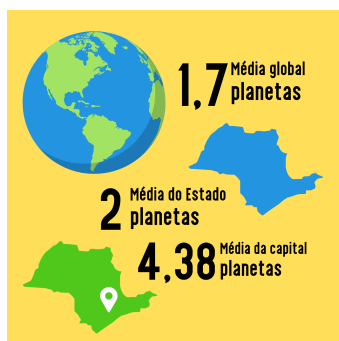 1,7 Média global
planetas
2 Média do Estado
planetas
4,38 Média da capital
planetas